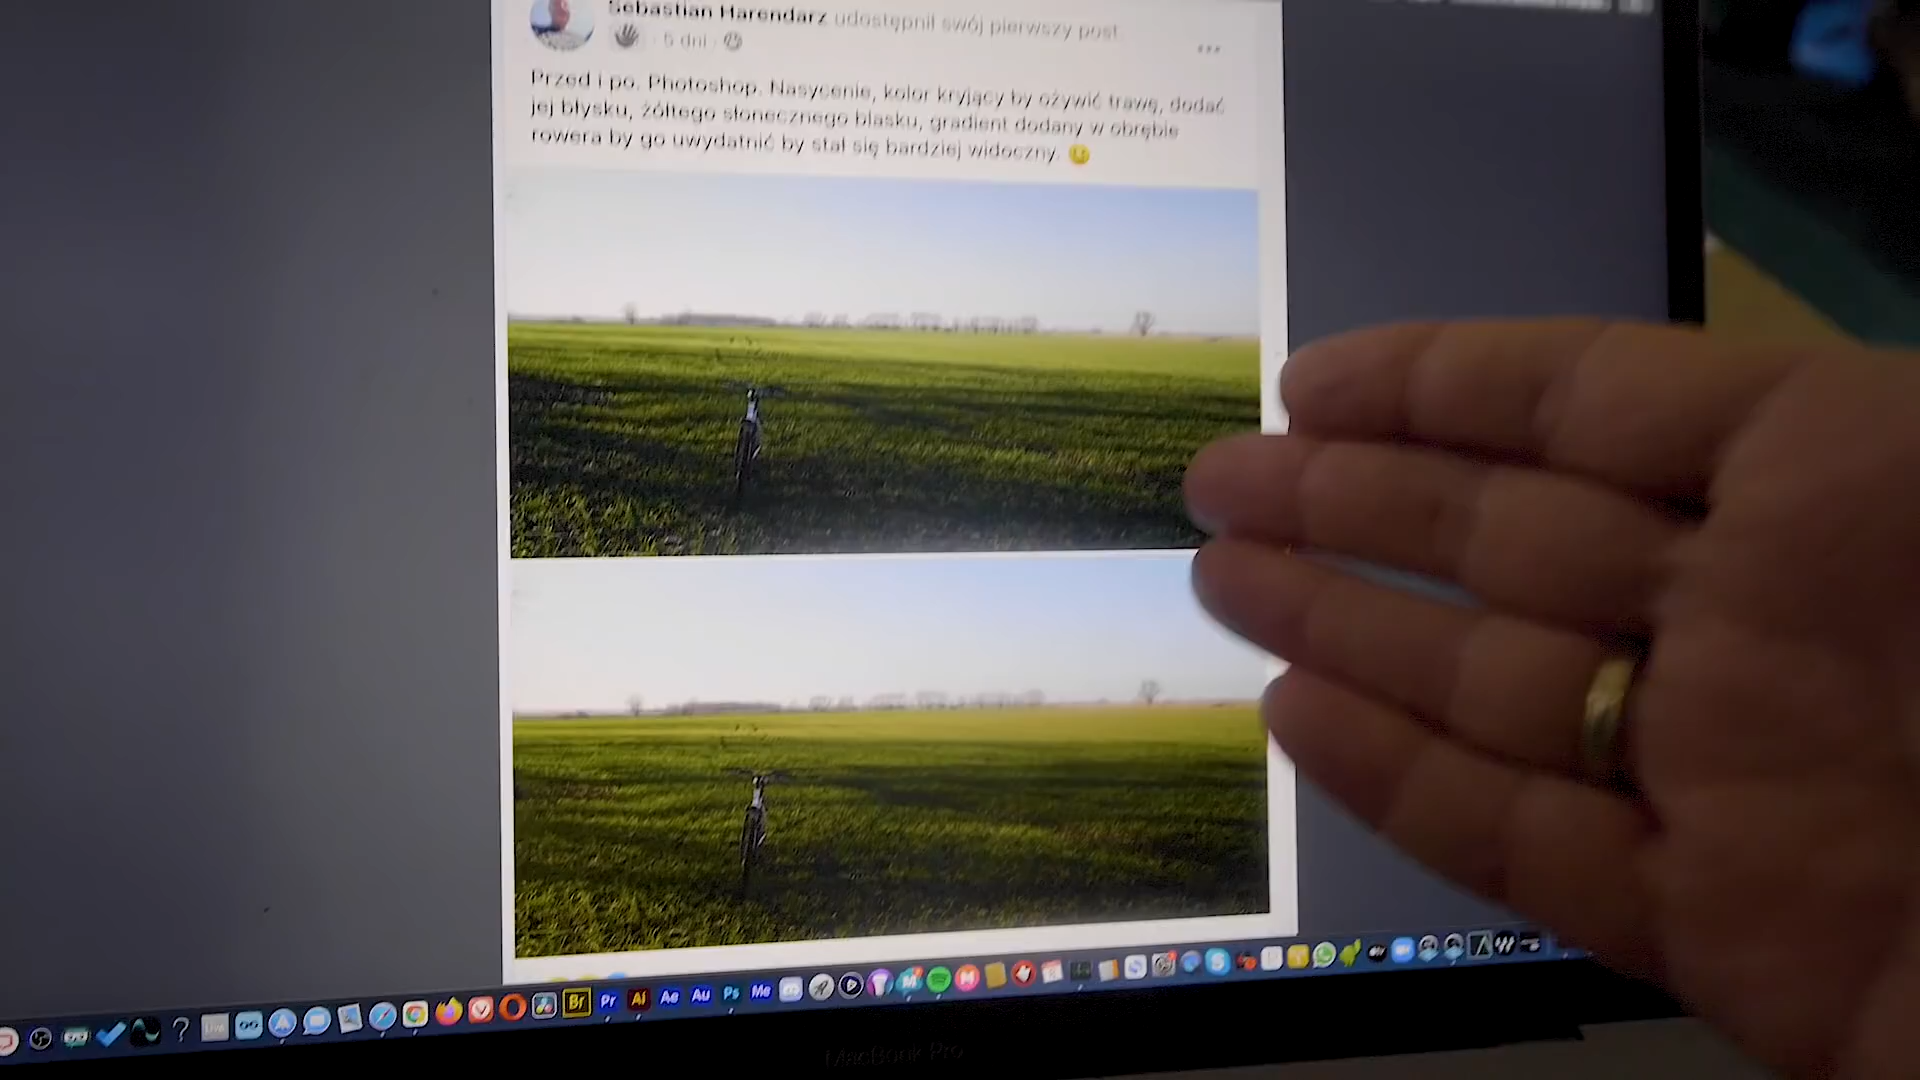 Sebastian Harendarz udostępnił swój pierwszy post.
· 5 dni ·
Przed i po. Photoshop. Nasycenie, kolor kryjący by ożywić trawę, dodać
jej błysku, żółtego słonecznego blasku, gradient dodany w obrębie
rowera by go uwydatnić by stał się bardziej widoczny.
Br Pr Ai Ae Au Ps Me
MacBook Pro